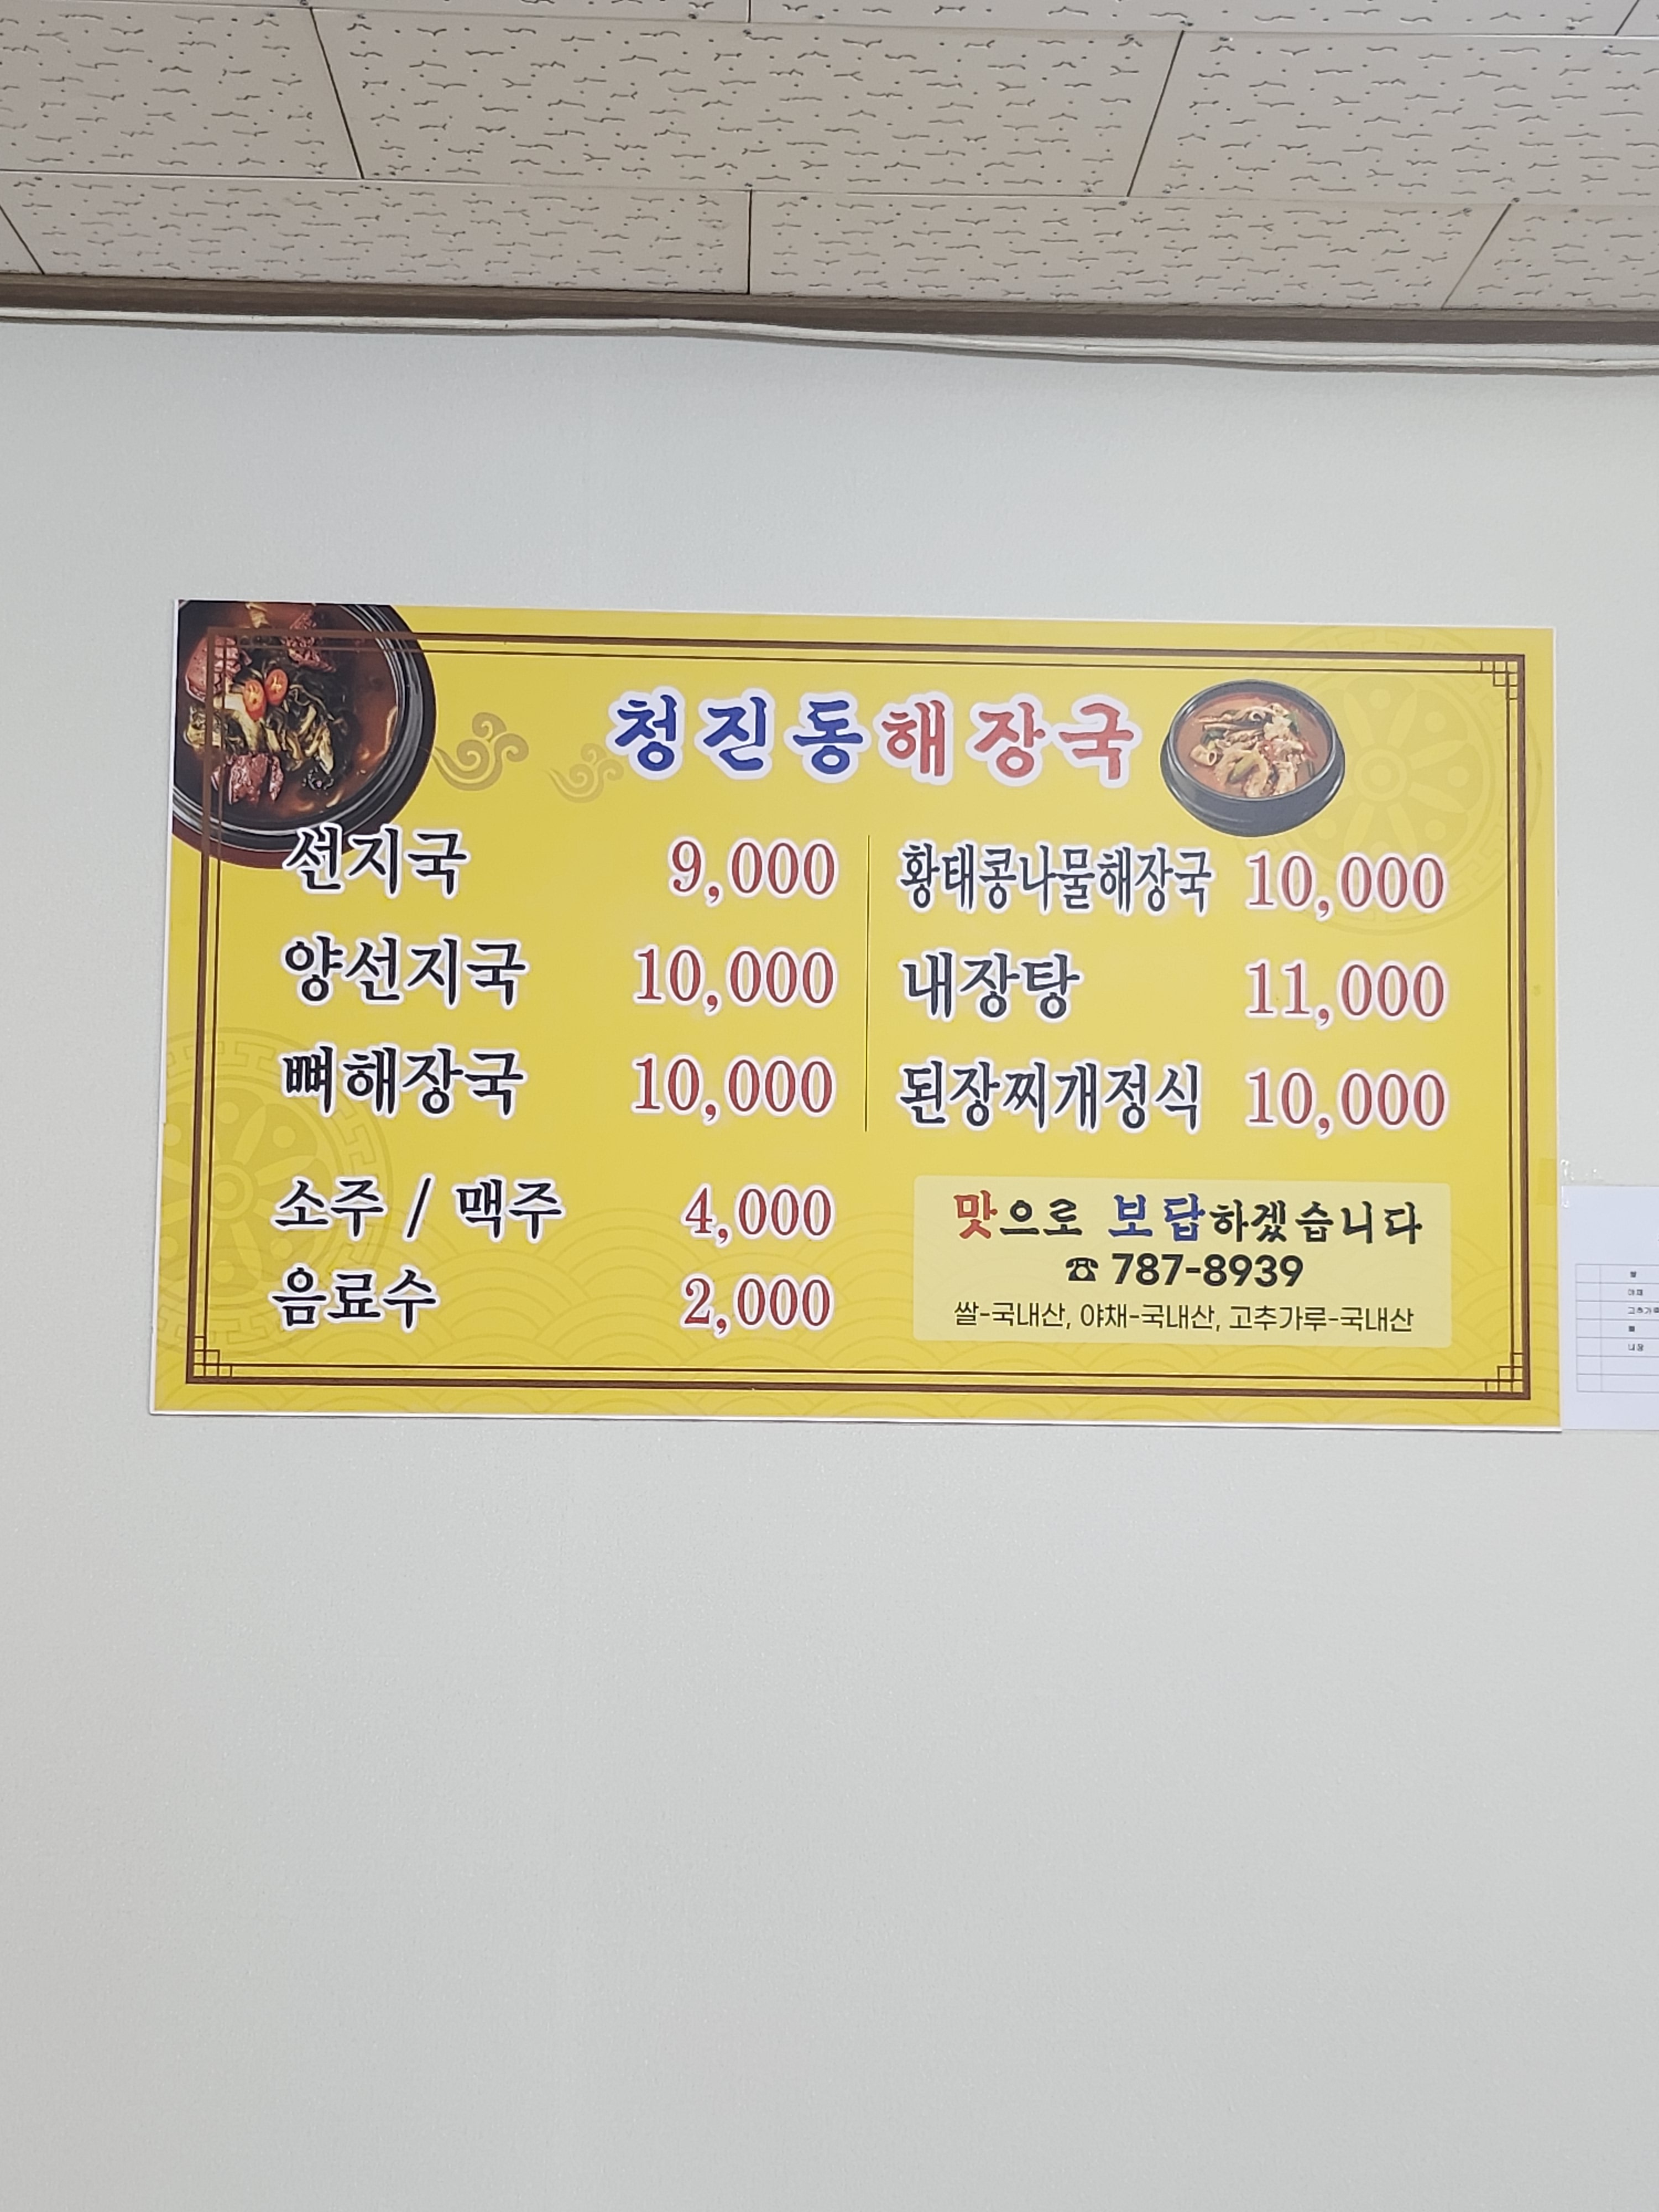 청진동해장국
선지국 9,000
양선지국 10,000
뼈해장국 10,000
소주 / 맥주 4,000
음료수 2,000
황태콩나물해장국 10,000
내장탕 11,000
된장찌개정식 10,000
맛으로 보답하겠습니다
☎ 787-8939
쌀-국내산, 야채-국내산, 고추가루-국내산